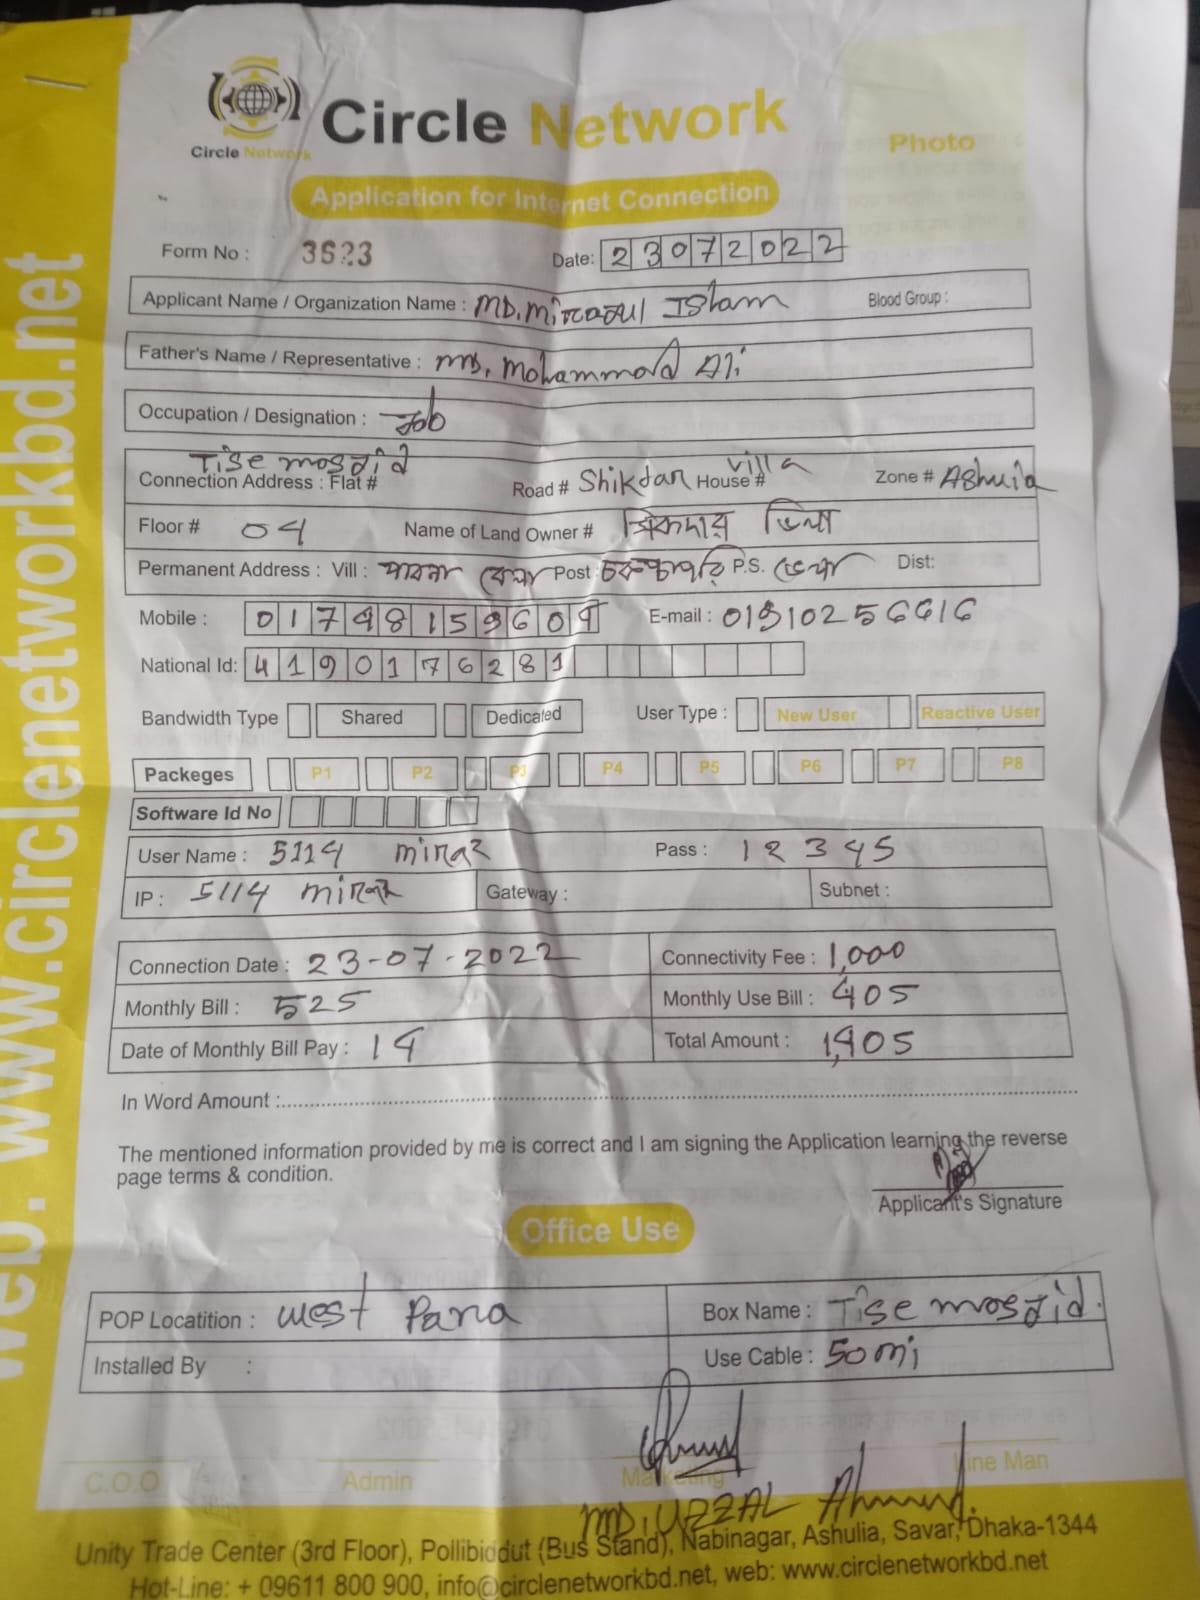 Circle Network
Circle Network
Photo
Application for Internet Connection
Form No : 3623
Date: 23072022
Applicant Name / Organization Name : MD. Mirazul Islam Blood Group :
Father's Name / Representative : MD. Mohammad Ali
Occupation / Designation : Job
Tise mosjid
Connection Address : Flat # Road # Shikdar House # villa Zone # Ashulia
Floor # 04 Name of Land Owner # সিকদার ভিলা
Permanent Address : Vill : Post : P.S. Dist:
Mobile : 01748159609 E-mail : 01910256616
National Id: 4190176281
Bandwidth Type Shared Dedicated User Type : New User Reactive User
Packeges P1 P2 P3 P4 P5 P6 P7 P8
Software Id No
User Name : 5114 miraz Pass : 12345
IP : 5114 miraz Gateway : Subnet :
Connection Date : 23-07-2022 Connectivity Fee : 1,000
Monthly Bill : 525 Monthly Use Bill : 405
Date of Monthly Bill Pay : 14 Total Amount : 1,405
In Word Amount :
The mentioned information provided by me is correct and I am signing the Application learning the reverse
page terms & condition.
Applicant's Signature
Office Use
POP Locatition : West Para Box Name : Tise mosjid.
Installed By : Use Cable : 50 mi
C.O.O Admin Marketing Line Man
MD. UZZAL Ahmed.
Unity Trade Center (3rd Floor), Pollibiddut (Bus Stand), Nabinagar, Ashulia, Savar, Dhaka-1344
Hot-Line: + 09611 800 900, info@circlenetworkbd.net, web: www.circlenetworkbd.net
web: www.circlenetworkbd.net